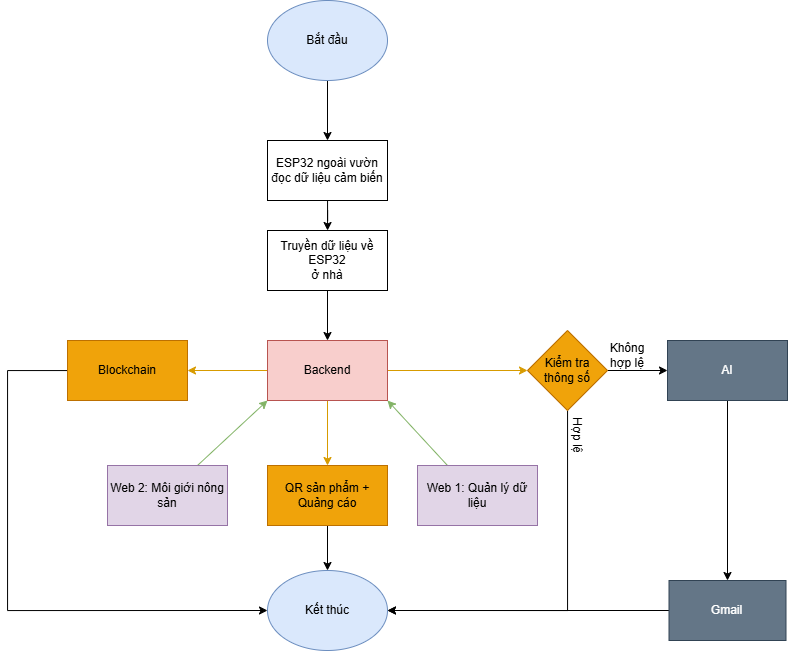 Bắt đầu
ESP32 ngoài vườn
đọc dữ liệu cảm biến
Truyền dữ liệu về
ESP32
ở nhà
Blockchain
Backend
Kiểm tra
thông số
Không
hợp lệ
AI
Hợp lệ
Web 2: Môi giới nông
sản
QR sản phẩm +
Quảng cáo
Web 1: Quản lý dữ
liệu
Kết thúc
Gmail